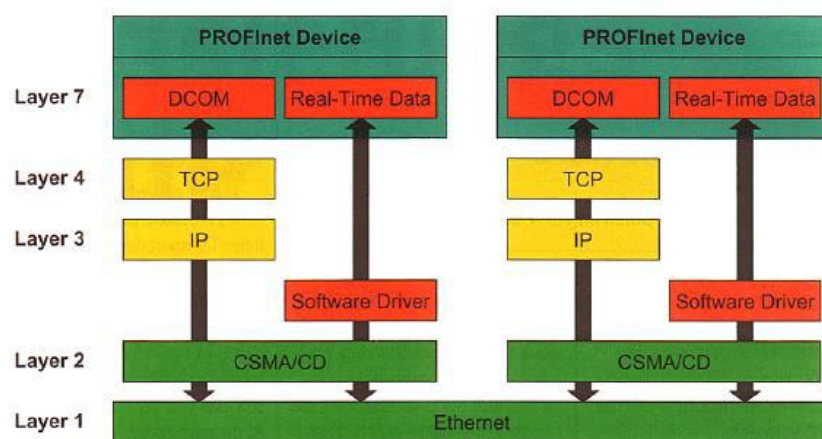 PROFInet Device PROFInet Device
Layer 7 DCOM Real-Time Data DCOM Real-Time Data
Layer 4 TCP TCP
Layer 3 IP IP
Software Driver Software Driver
Layer 2 CSMA/CD CSMA/CD
Layer 1 Ethernet